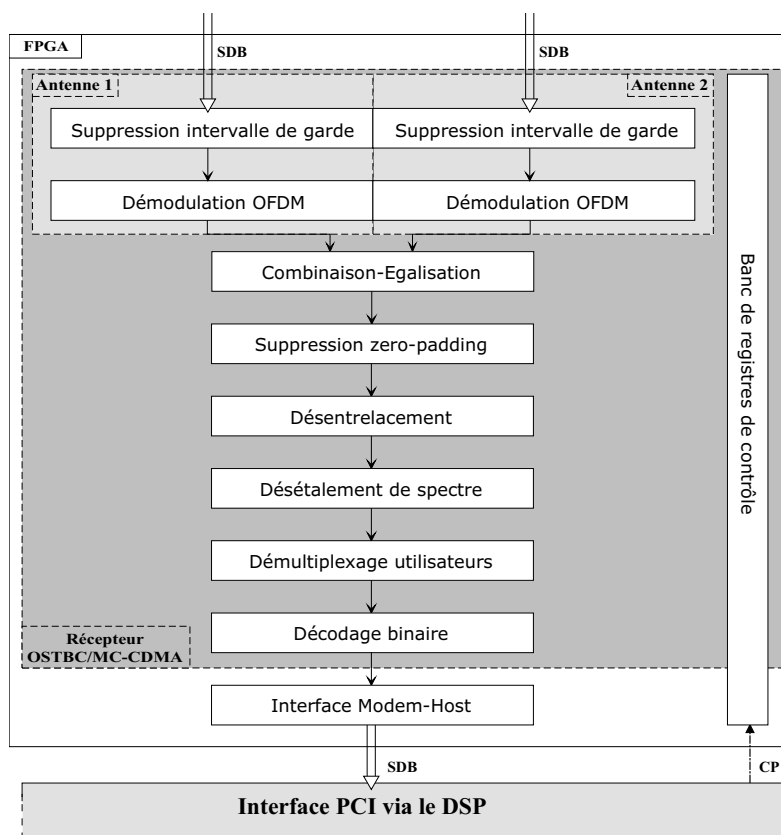 FPGA
SDB
SDB
Antenne 1
Antenne 2
Suppression intervalle de garde
Suppression intervalle de garde
Démodulation OFDM
Démodulation OFDM
Combinaison-Egalisation
Suppression zero-padding
Désentrelacement
Désétalement de spectre
Démultiplexage utilisateurs
Décodage binaire
Récepteur
OSTBC/MC-CDMA
Banc de registres de contrôle
Interface Modem-Host
SDB
CP
Interface PCI via le DSP